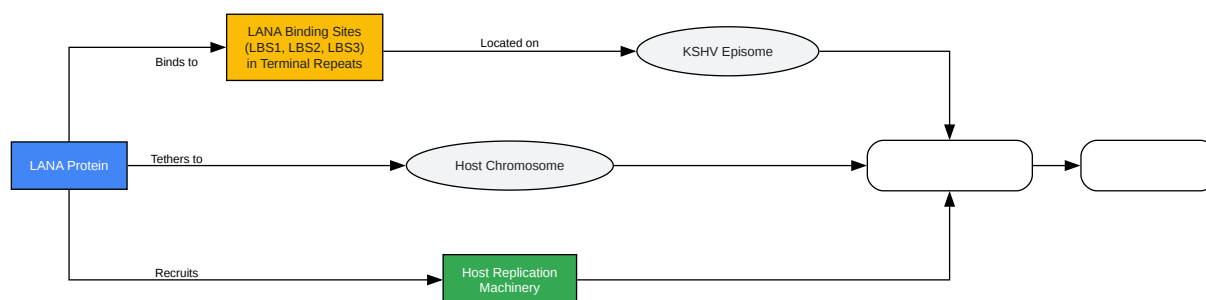 LANA Binding Sites
(LBS1, LBS2, LBS3)
in Terminal Repeats
Located on
KSHV Episome
Binds to
LANA Protein
Tethers to
Host Chromosome
Recruits
Host Replication
Machinery